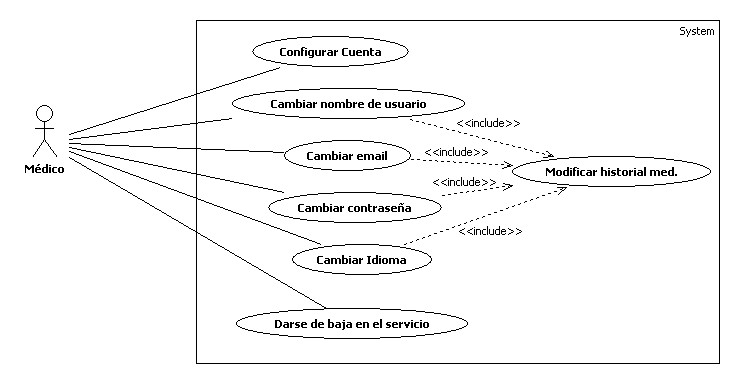 System
Configurar Cuenta
Cambiar nombre de usuario
<<include>>
Cambiar email
<<include>>
Médico
Modificar historial med.
<<include>>
Cambiar contraseña
<<include>>
Cambiar Idioma
Darse de baja en el servicio